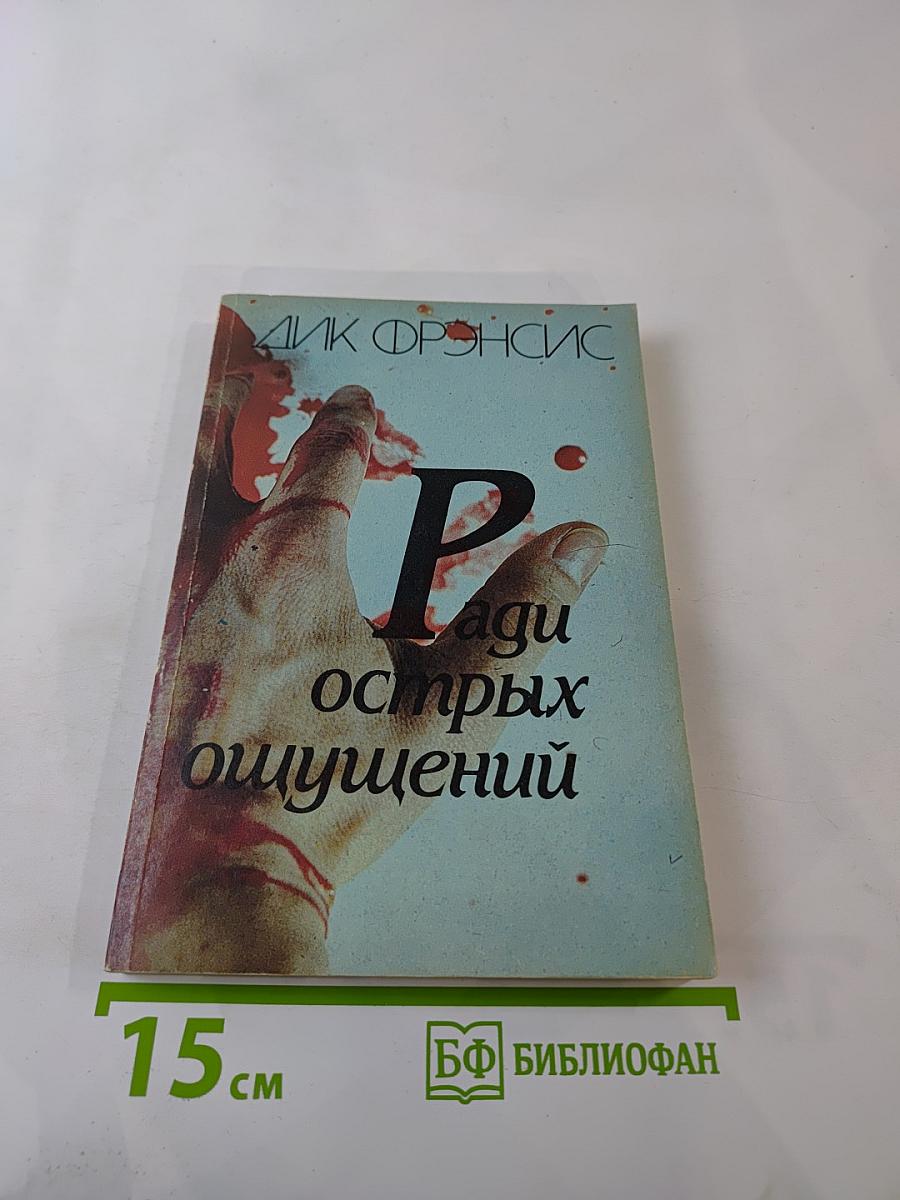 ДИК ФРЭНСИС
Ради
острых
ощущений
15 см
БФ БИБЛИОФАН